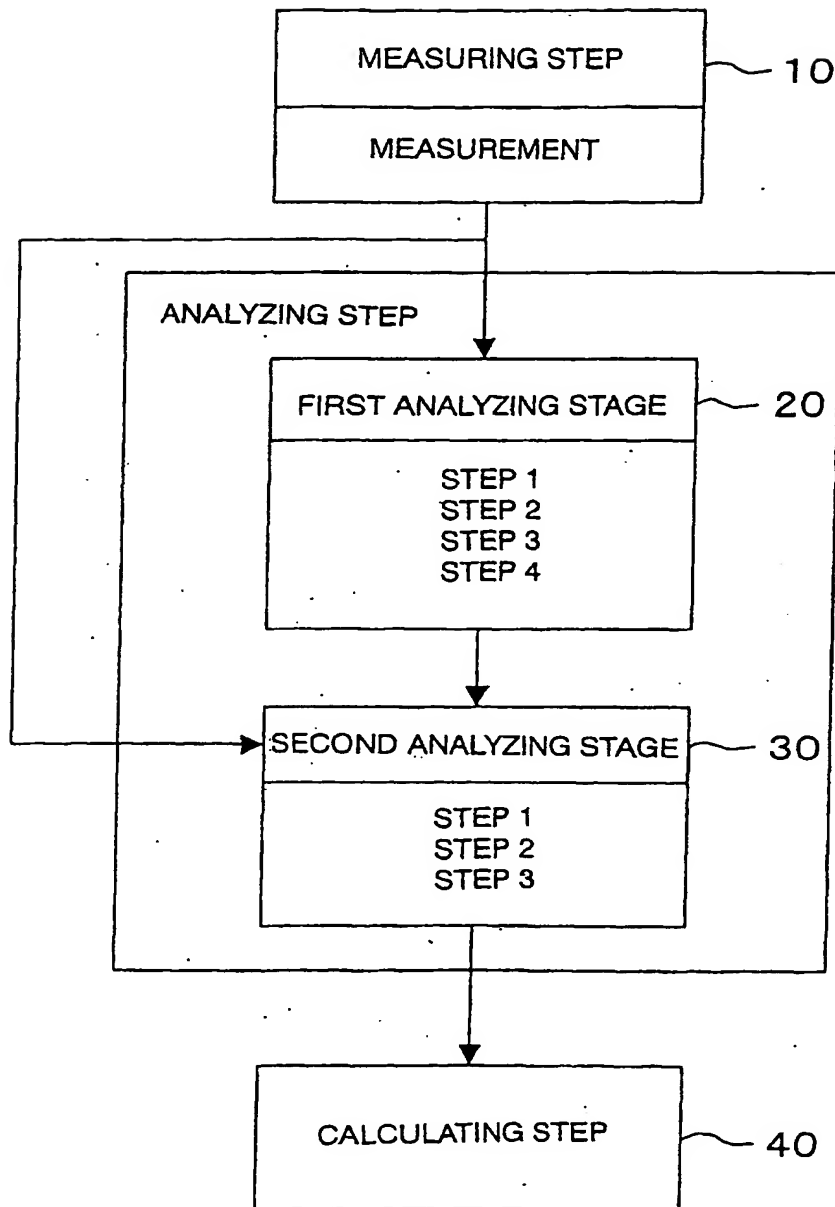 MEASURING STEP
10
MEASUREMENT
ANALYZING STEP
FIRST ANALYZING STAGE
20
STEP 1
STEP 2
STEP 3
STEP 4
SECOND ANALYZING STAGE
30
STEP 1
STEP 2
STEP 3
CALCULATING STEP
40